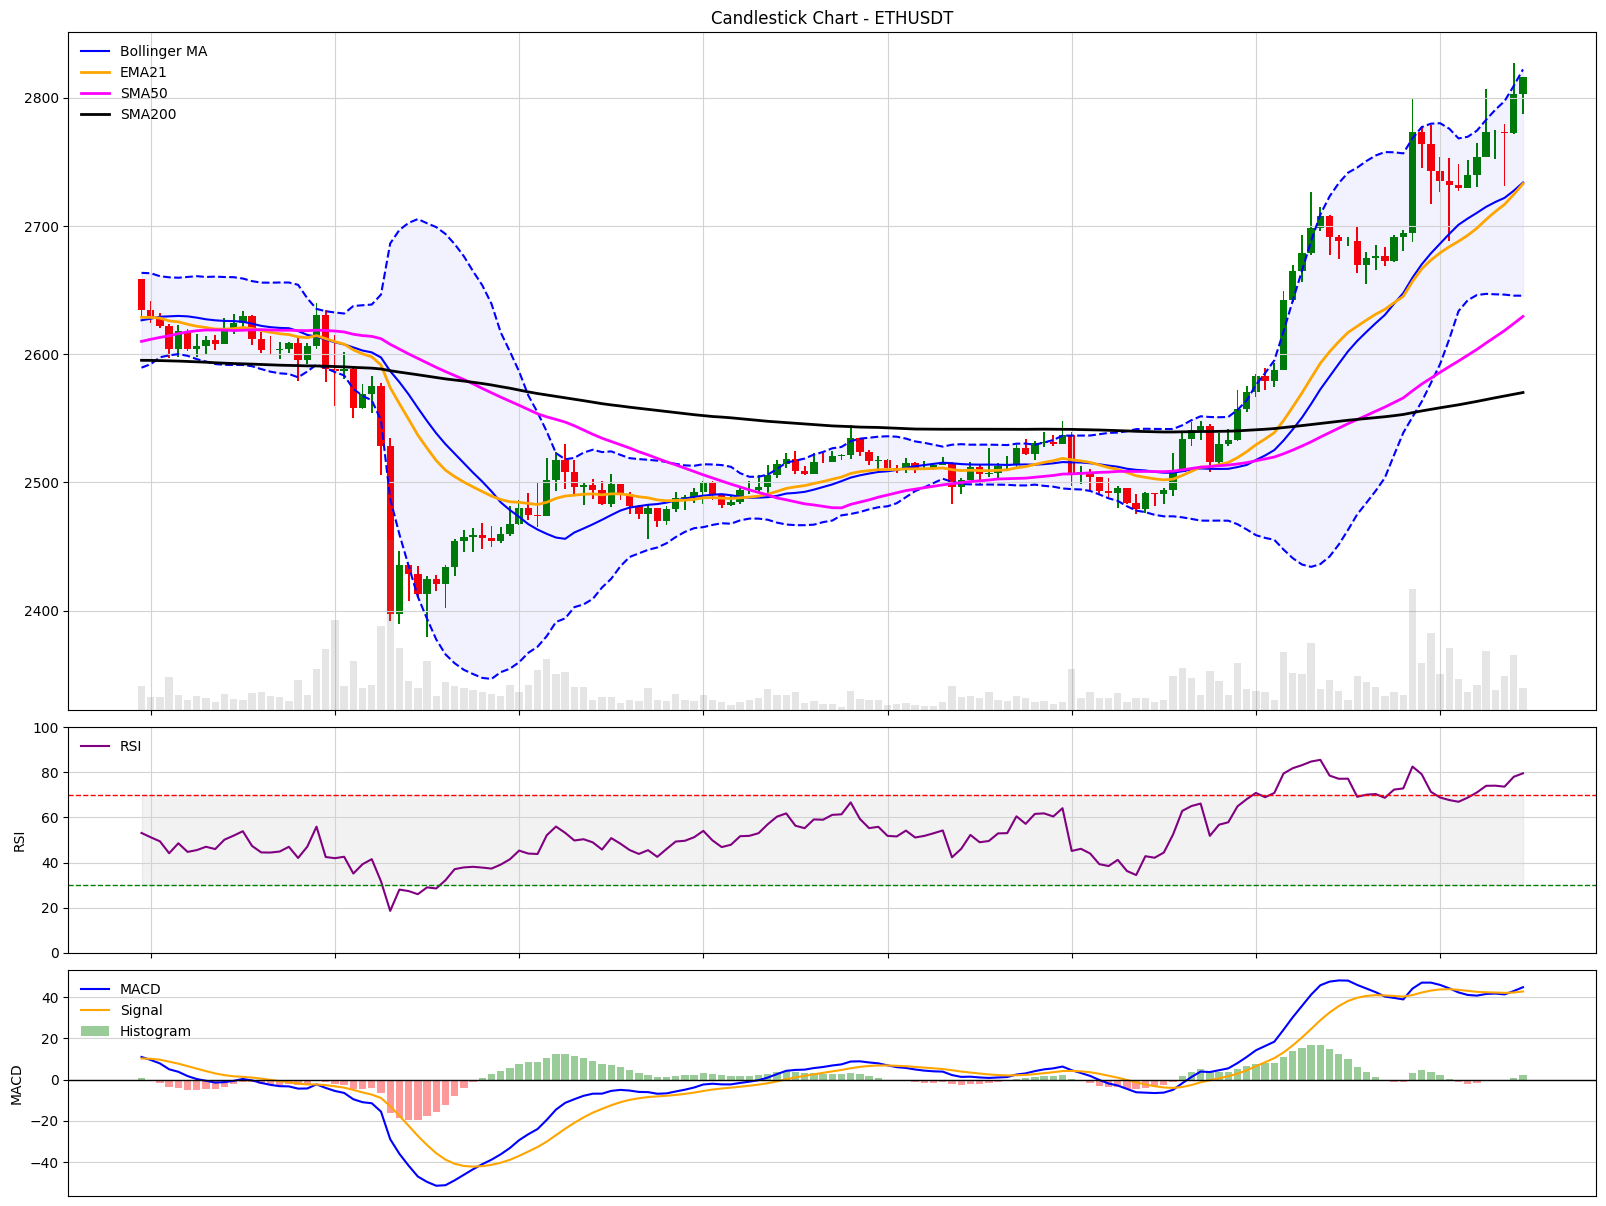 Candlestick Chart - ETHUSDT
Bollinger MA
EMA21
SMA50
SMA200
2800
2700
2600
2500
2400
RSI
100
80
60
40
20
0
RSI
MACD
Signal
Histogram
40
20
0
−20
−40
MACD